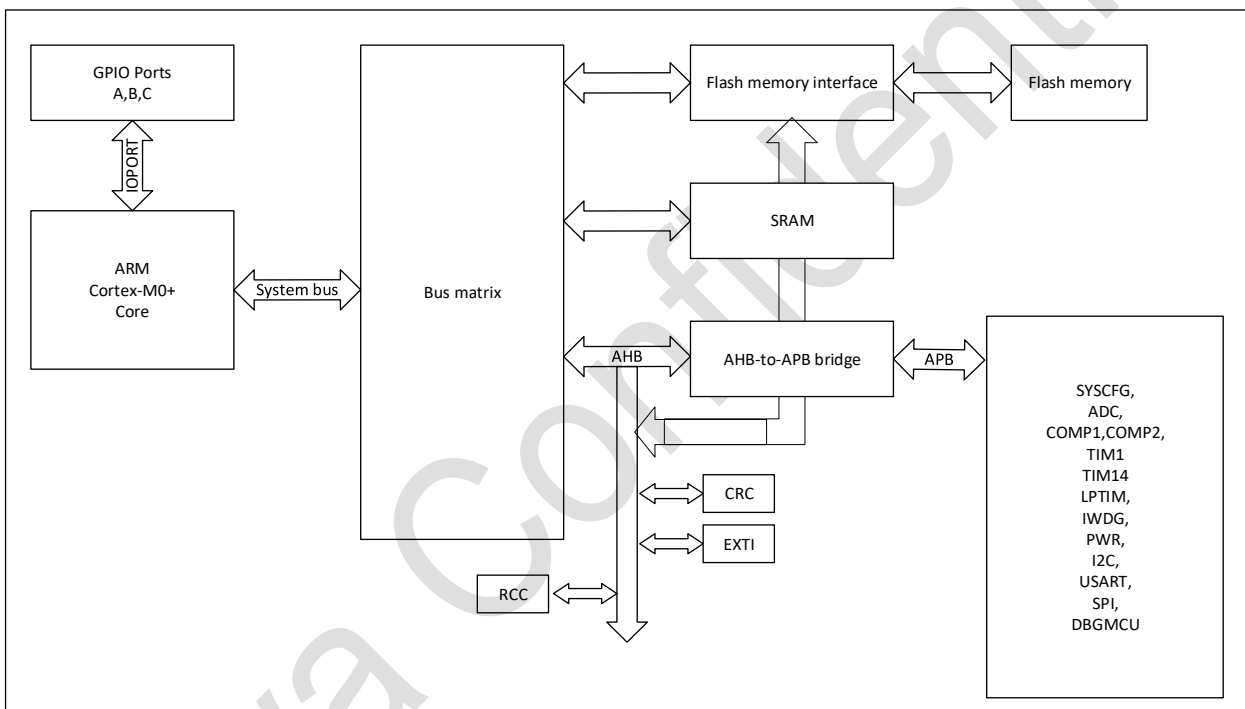 GPIO Ports
A,B,C
IOPORT
ARM
Cortex-M0+
Core
System bus
Bus matrix
Flash memory interface
Flash memory
SRAM
AHB
AHB-to-APB bridge
APB
CRC
EXTI
RCC
SYSCFG,
ADC,
COMP1,COMP2,
TIM1
TIM14
LPTIM,
IWDG,
PWR,
I2C,
USART,
SPI,
DBGMCU